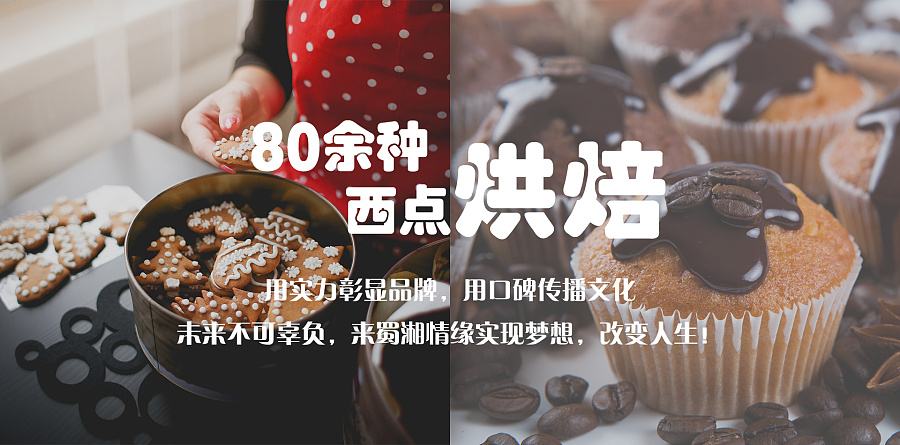 80余种
西点烘焙
用实力彰显品牌，用口碑传播文化
未来不可辜负，来蜀湘情缘实现梦想，改变人生！